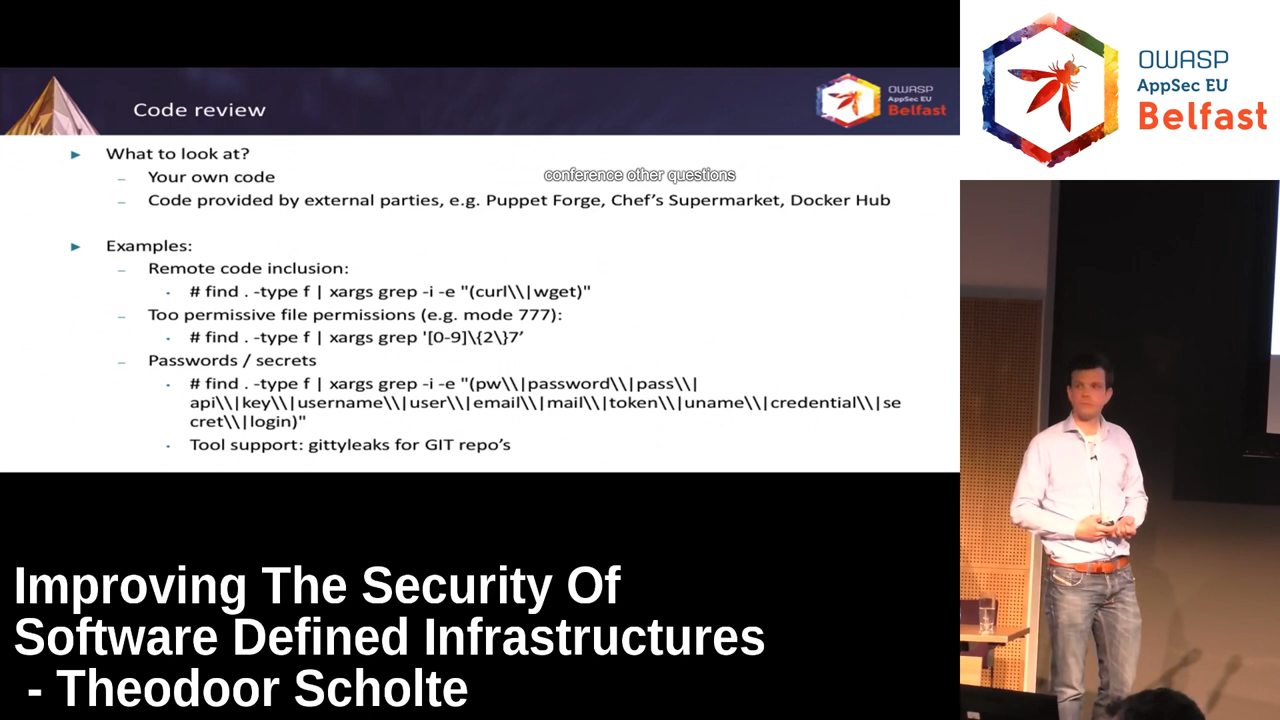 Code review
OWASP
AppSec EU
Belfast
► What to look at?
– Your own code
conference other questions
– Code provided by external parties, e.g. Puppet Forge, Chef’s Supermarket, Docker Hub
► Examples:
– Remote code inclusion:
· # find . -type f | xargs grep -i -e "(curl\\|wget)"
– Too permissive file permissions (e.g. mode 777):
· # find . -type f | xargs grep '[0-9]\{2\}7’
– Passwords / secrets
· # find . -type f | xargs grep -i -e "(pw\\|password\\|pass\\|
api\\|key\\|username\\|user\\|email\\|mail\\|token\\|uname\\|credential\\|se
cret\\|login)"
· Tool support: gittyleaks for GIT repo’s
OWASP
AppSec EU
Belfast
Improving The Security Of
Software Defined Infrastructures
- Theodoor Scholte